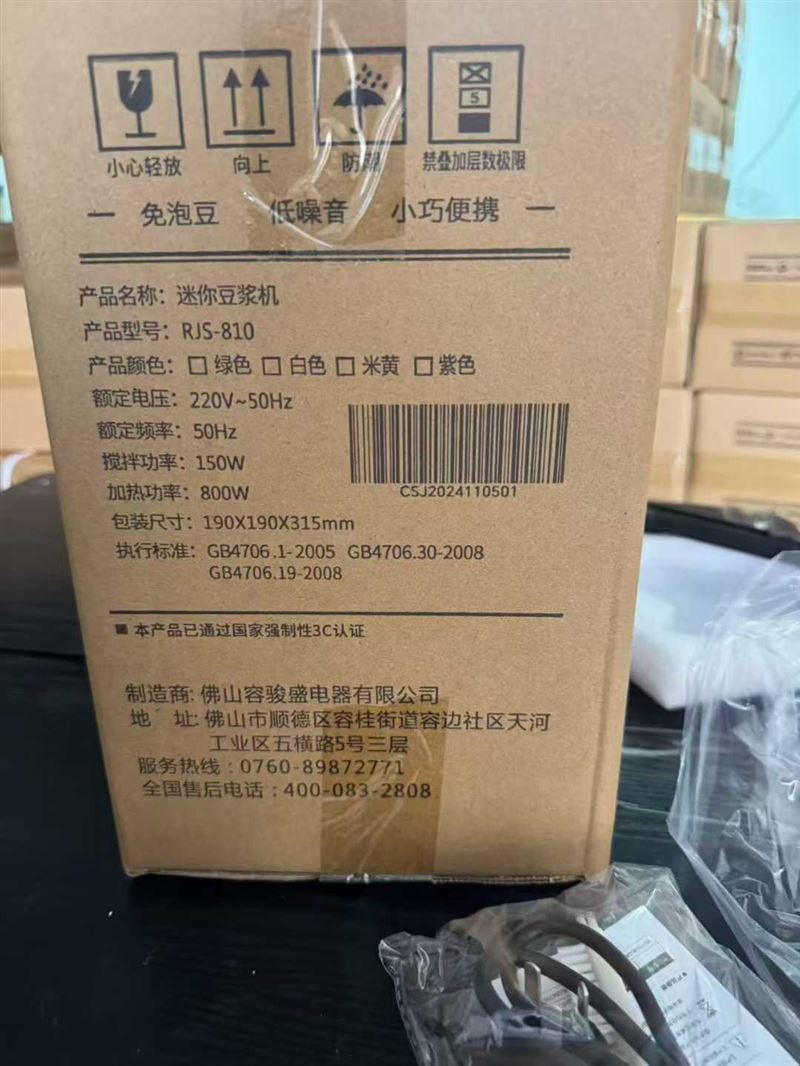 5
小心轻放 向上 防潮 禁叠加层数极限
— 免泡豆 低噪音 小巧便携 —
产品名称：迷你豆浆机
产品型号：RJS-810
产品颜色：□绿色 □白色 □米黄 □紫色
额定电压：220V~50Hz
额定频率：50Hz
搅拌功率：150W
加热功率：800W
CSJ2024110501
包装尺寸：190X190X315mm
执行标准：GB4706.1-2005 GB4706.30-2008
GB4706.19-2008
■ 本产品已通过国家强制性3C认证
制造商：佛山容骏盛电器有限公司
地 址：佛山市顺德区容桂街道容边社区天河
工业区五横路5号三层
服务热线：0760-89872771
全国售后电话：400-083-2808